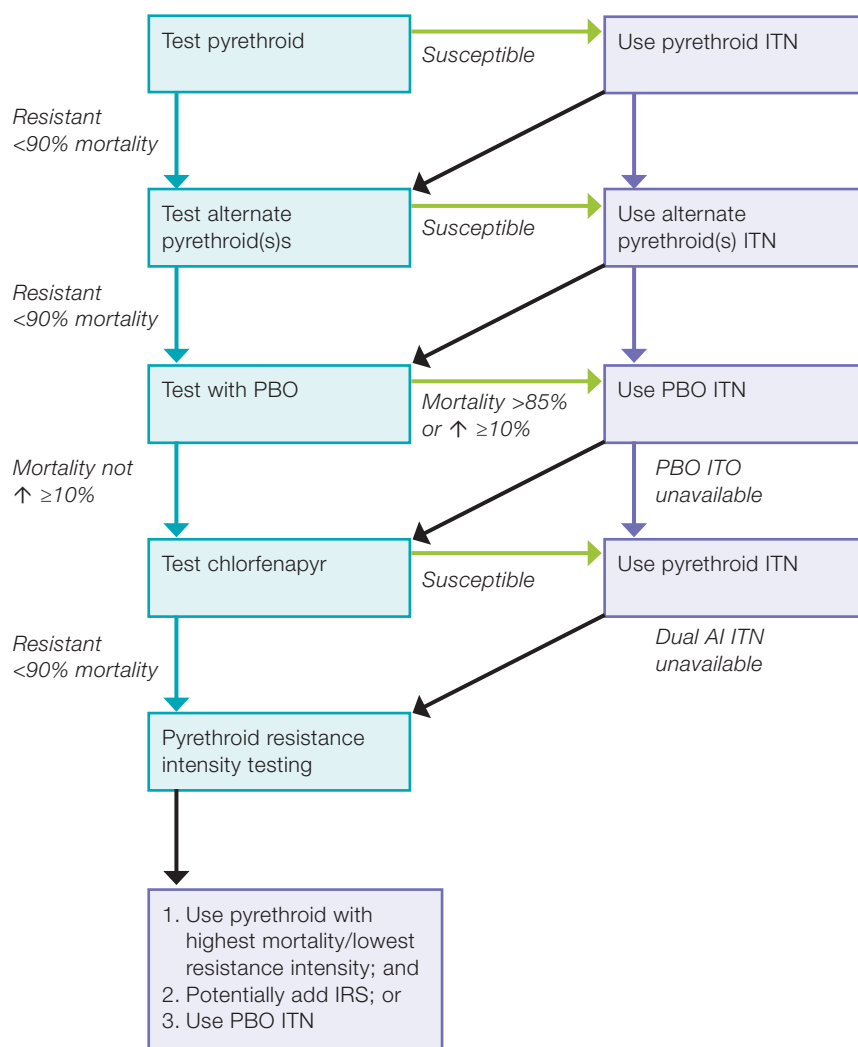 Test pyrethroid
Susceptible
Use pyrethroid ITN
Resistant
<90% mortality
Test alternate
pyrethroid(s)s
Susceptible
Use alternate
pyrethroid(s) ITN
Resistant
<90% mortality
Test with PBO
Mortality >85%
or ↑ ≥10%
Use PBO ITN
Mortality not
↑ ≥10%
PBO ITO
unavailable
Test chlorfenapyr
Susceptible
Use pyrethroid ITN
Resistant
<90% mortality
Dual AI ITN
unavailable
Pyrethroid resistance
intensity testing
1. Use pyrethroid with
highest mortality/lowest
resistance intensity; and
2. Potentially add IRS; or
3. Use PBO ITN